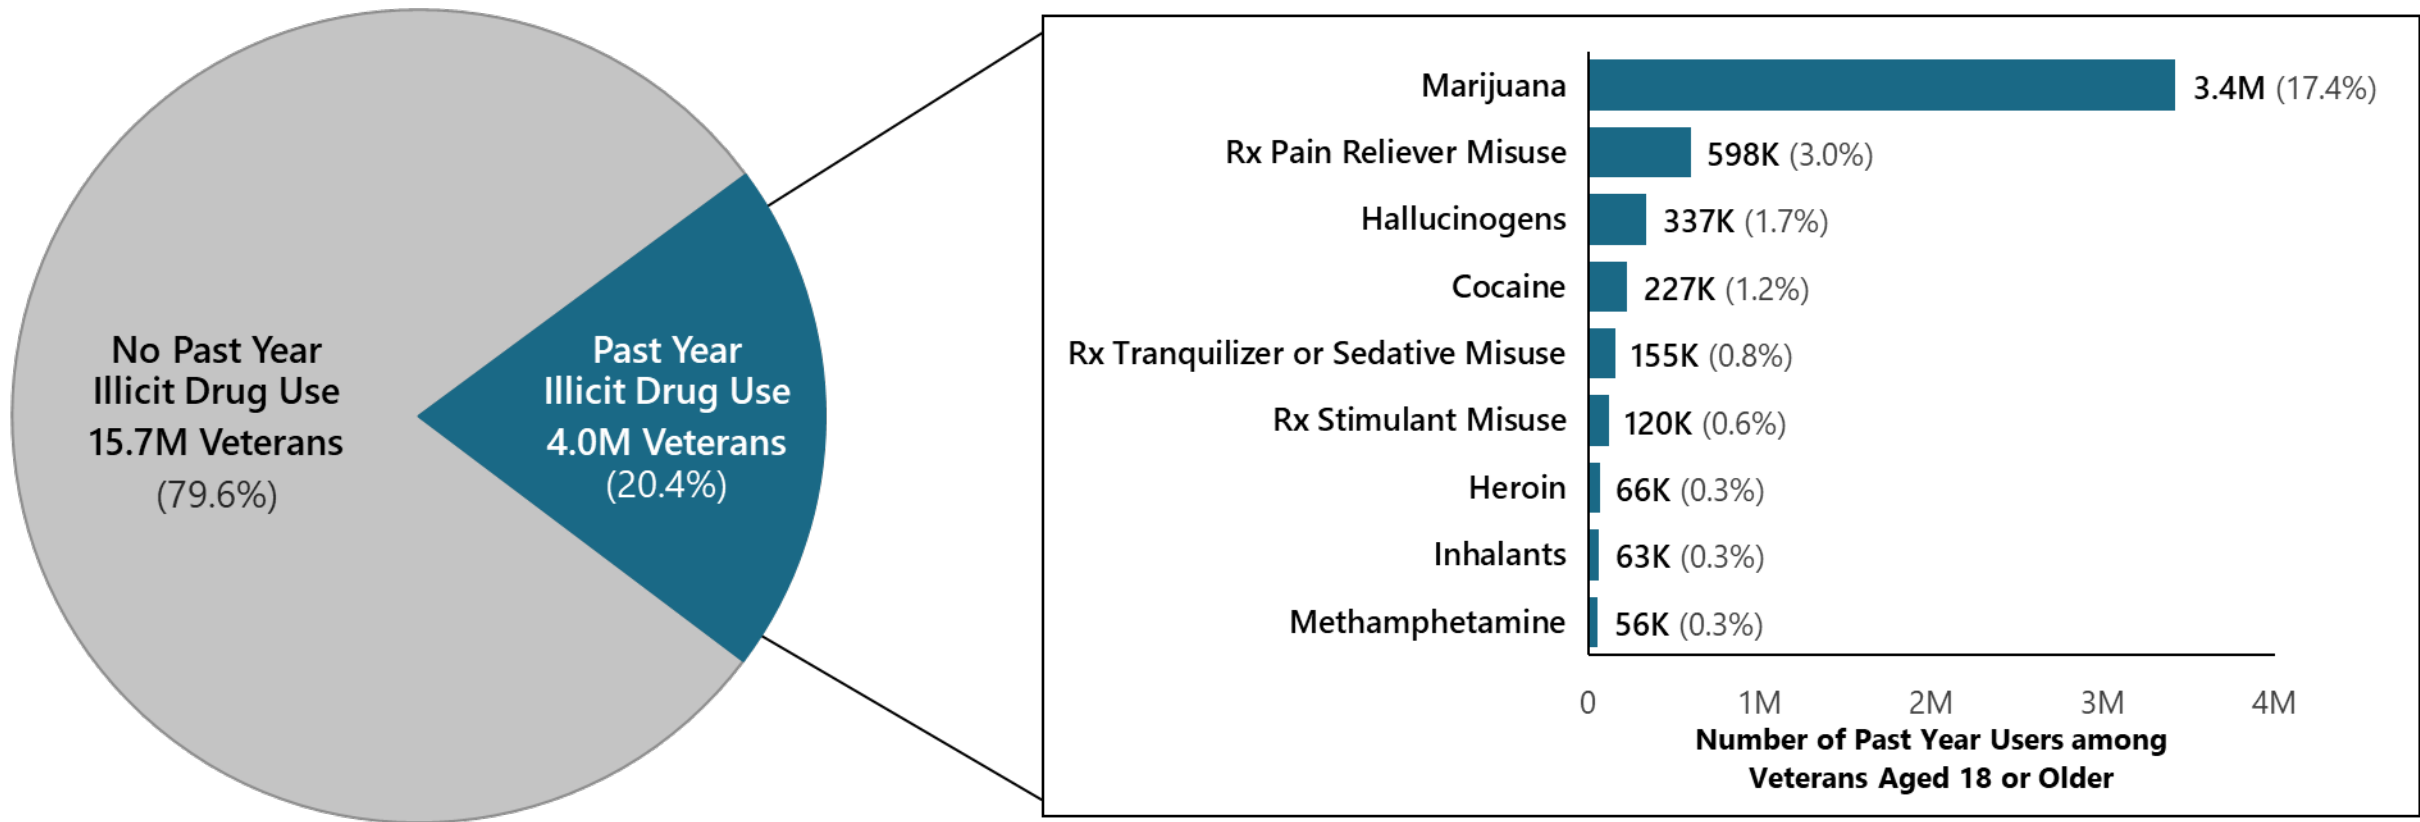 No Past Year
Illicit Drug Use
15.7M Veterans
(79.6%)
Past Year
Illicit Drug Use
4.0M Veterans
(20.4%)
Marijuana 3.4M (17.4%)
Rx Pain Reliever Misuse 598K (3.0%)
Hallucinogens 337K (1.7%)
Cocaine 227K (1.2%)
Rx Tranquilizer or Sedative Misuse 155K (0.8%)
Rx Stimulant Misuse 120K (0.6%)
Heroin 66K (0.3%)
Inhalants 63K (0.3%)
Methamphetamine 56K (0.3%)
0 1M 2M 3M 4M
Number of Past Year Users among
Veterans Aged 18 or Older